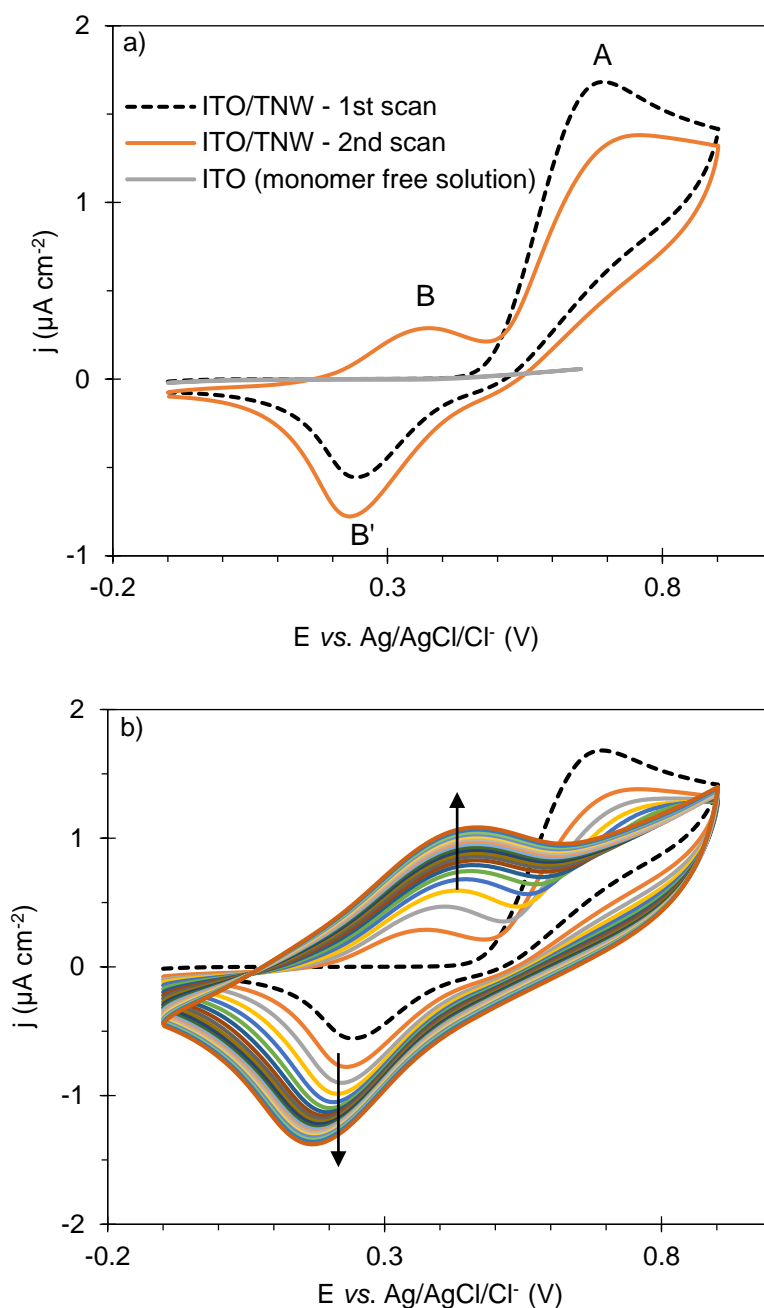 a)
A
ITO/TNW - 1st scan
ITO/TNW - 2nd scan
ITO (monomer free solution)
B
B'
2
1
0
-1
j (µA cm-2)
-0.2 0.3 0.8
E vs. Ag/AgCl/Cl- (V)
b)
2
1
0
-1
-2
j (µA cm-2)
-0.2 0.3 0.8
E vs. Ag/AgCl/Cl- (V)